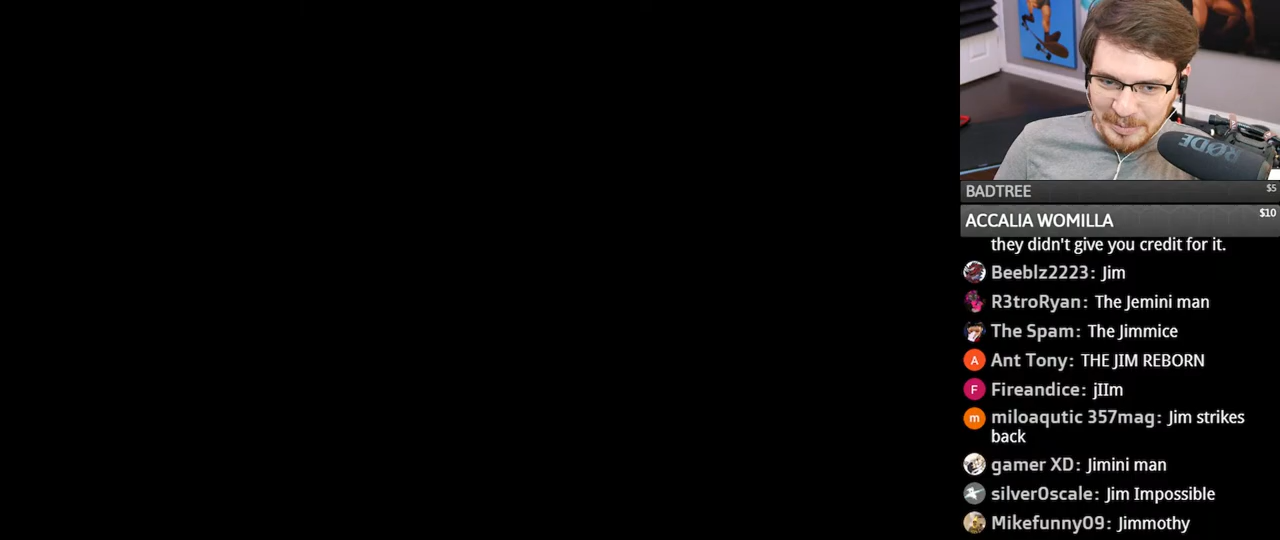 RØDE
BADTREE $5
ACCALIA WOMILLA $10
they didn't give you credit for it.
Beeblz2223: Jim
R3troRyan: The Jemini man
The Spam: The Jimmice
A Ant Tony: THE JIM REBORN
F Fireandice: jIIm
m miloaqutic 357mag: Jim strikes
back
gamer XD: Jimini man
silver0scale: Jim Impossible
Mikefunny09: Jimmothy